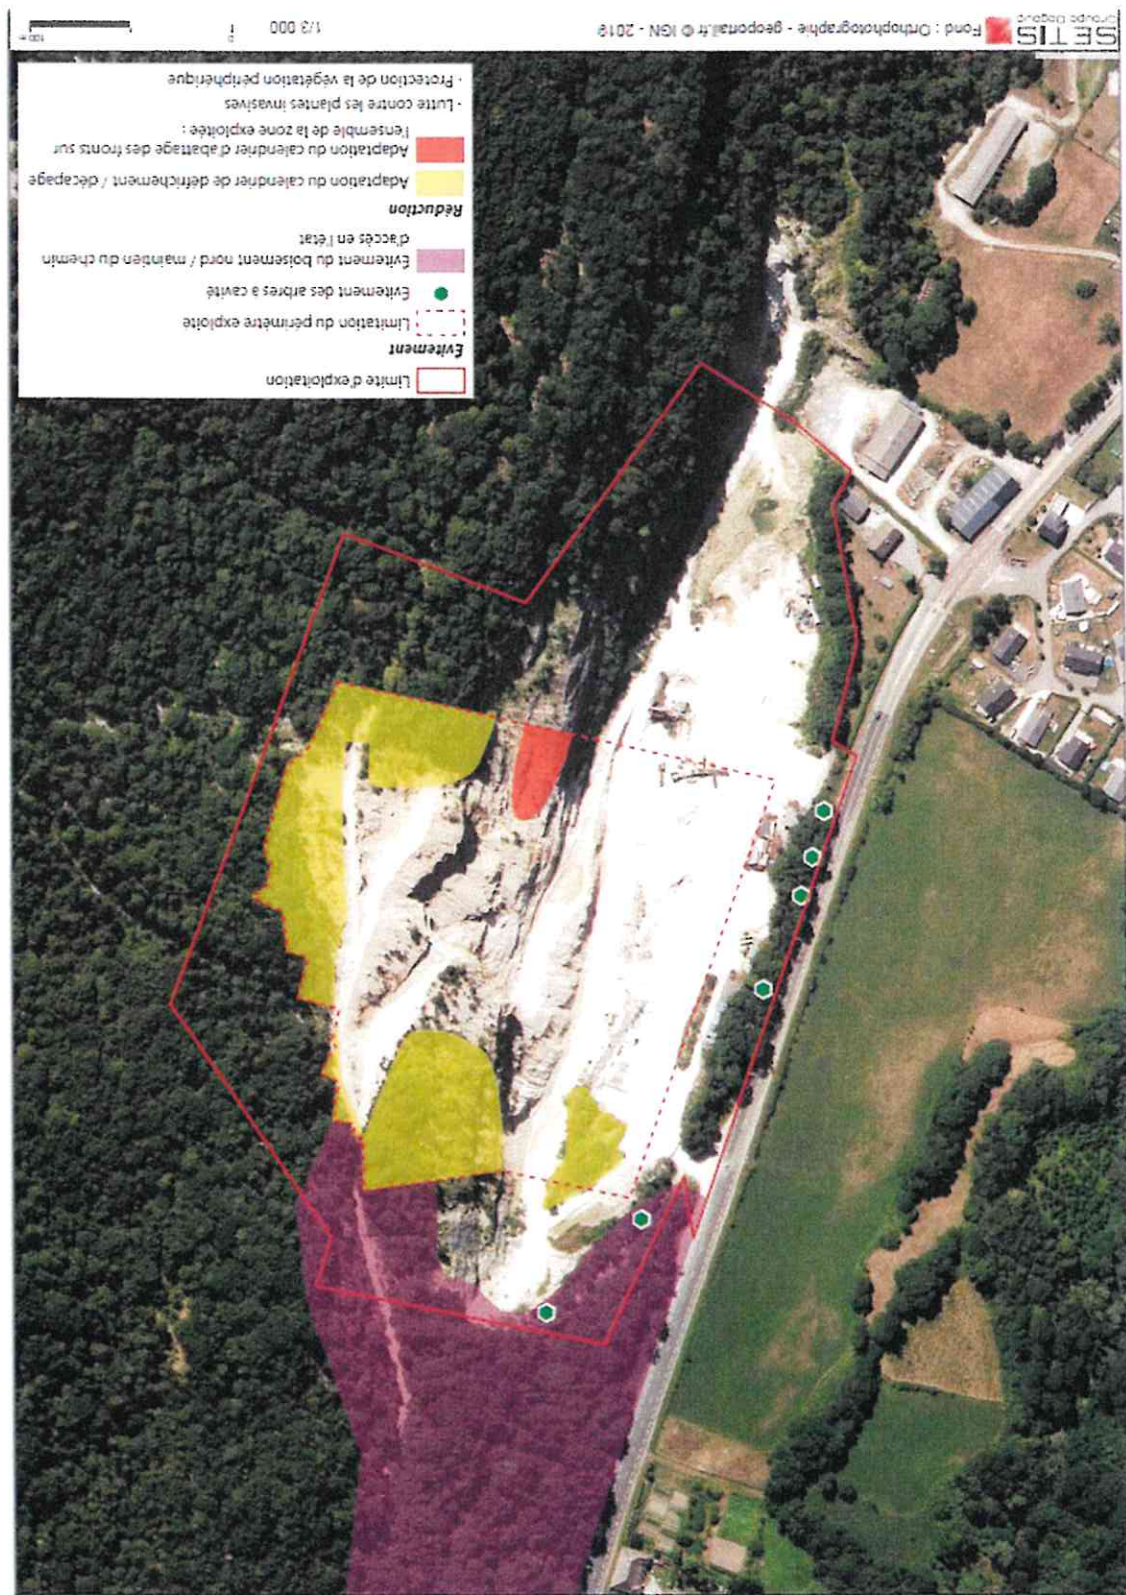 Limite d'exploitation
Evitement
Limitation du périmètre exploité
Evitement des arbres à cavité
Evitement du boisement nord / maintien du chemin
d'accès en l'état
Réduction
Adaptation du calendrier de défrichement / décapage
Adaptation du calendrier d'abattage des fronts sur
l'ensemble de la zone exploitée :
· Lutte contre les plantes invasives
· Protection de la végétation périphérique
SETIS
Groupe Degaud
Fond : Orthophotographie - geoportail.fr © IGN - 2019
1/3 000
0
100 m